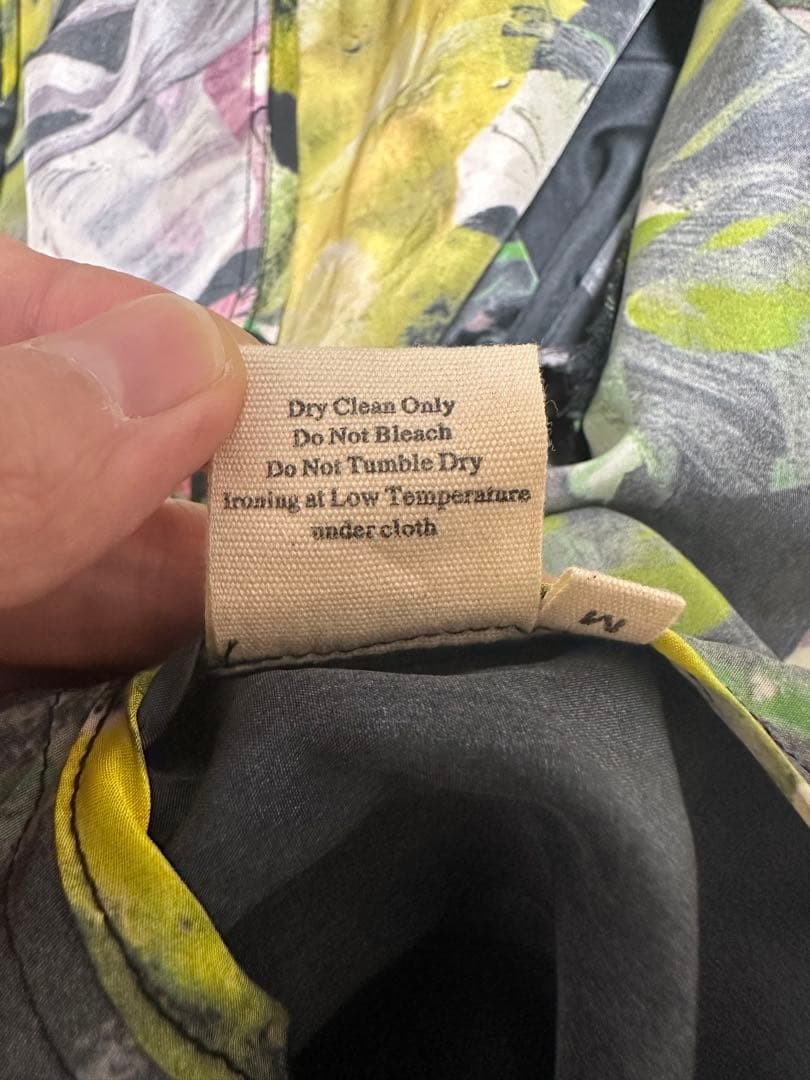 Dry Clean Only
Do Not Bleach
Do Not Tumble Dry
Ironing at Low Temperature
under cloth
M